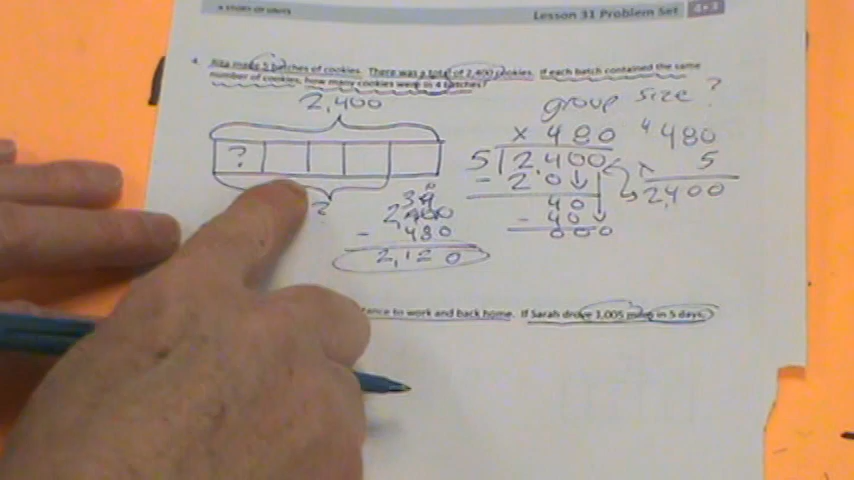 A STORY OF UNITS
Lesson 31 Problem Set 4•3
4. Rita made 5 batches of cookies. There was a total of 2,400 cookies. If each batch contained the same
number of cookies, how many cookies were in 4 batches?
2,400
group size?
?
?
x 480
5 2,400
- 20
40
- 40
000
4 480
x 5
2,400
2,400
- 480
2,120
tance to work and back home. If Sarah drove 1,005 miles in 5 days,